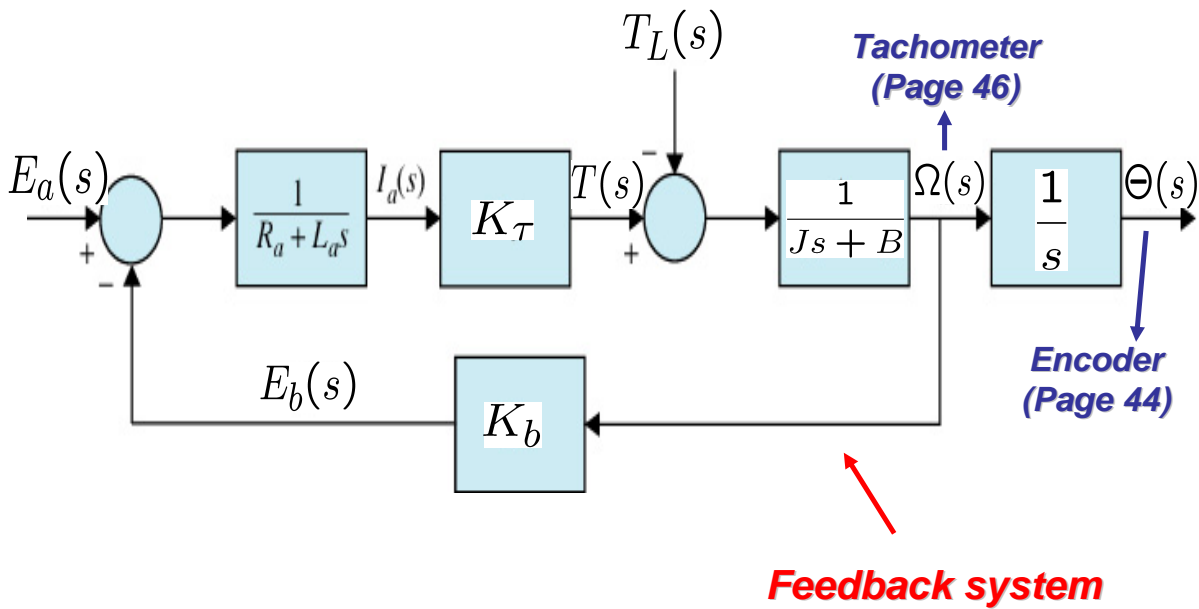 T_L(s)
Tachometer
(Page 46)
E_a(s)
+
−
1
R_a + L_a s
I_a(s)
K_τ
T(s)
−
+
1
Js + B
Ω(s)
1
s
Θ(s)
E_b(s)
K_b
Encoder
(Page 44)
Feedback system